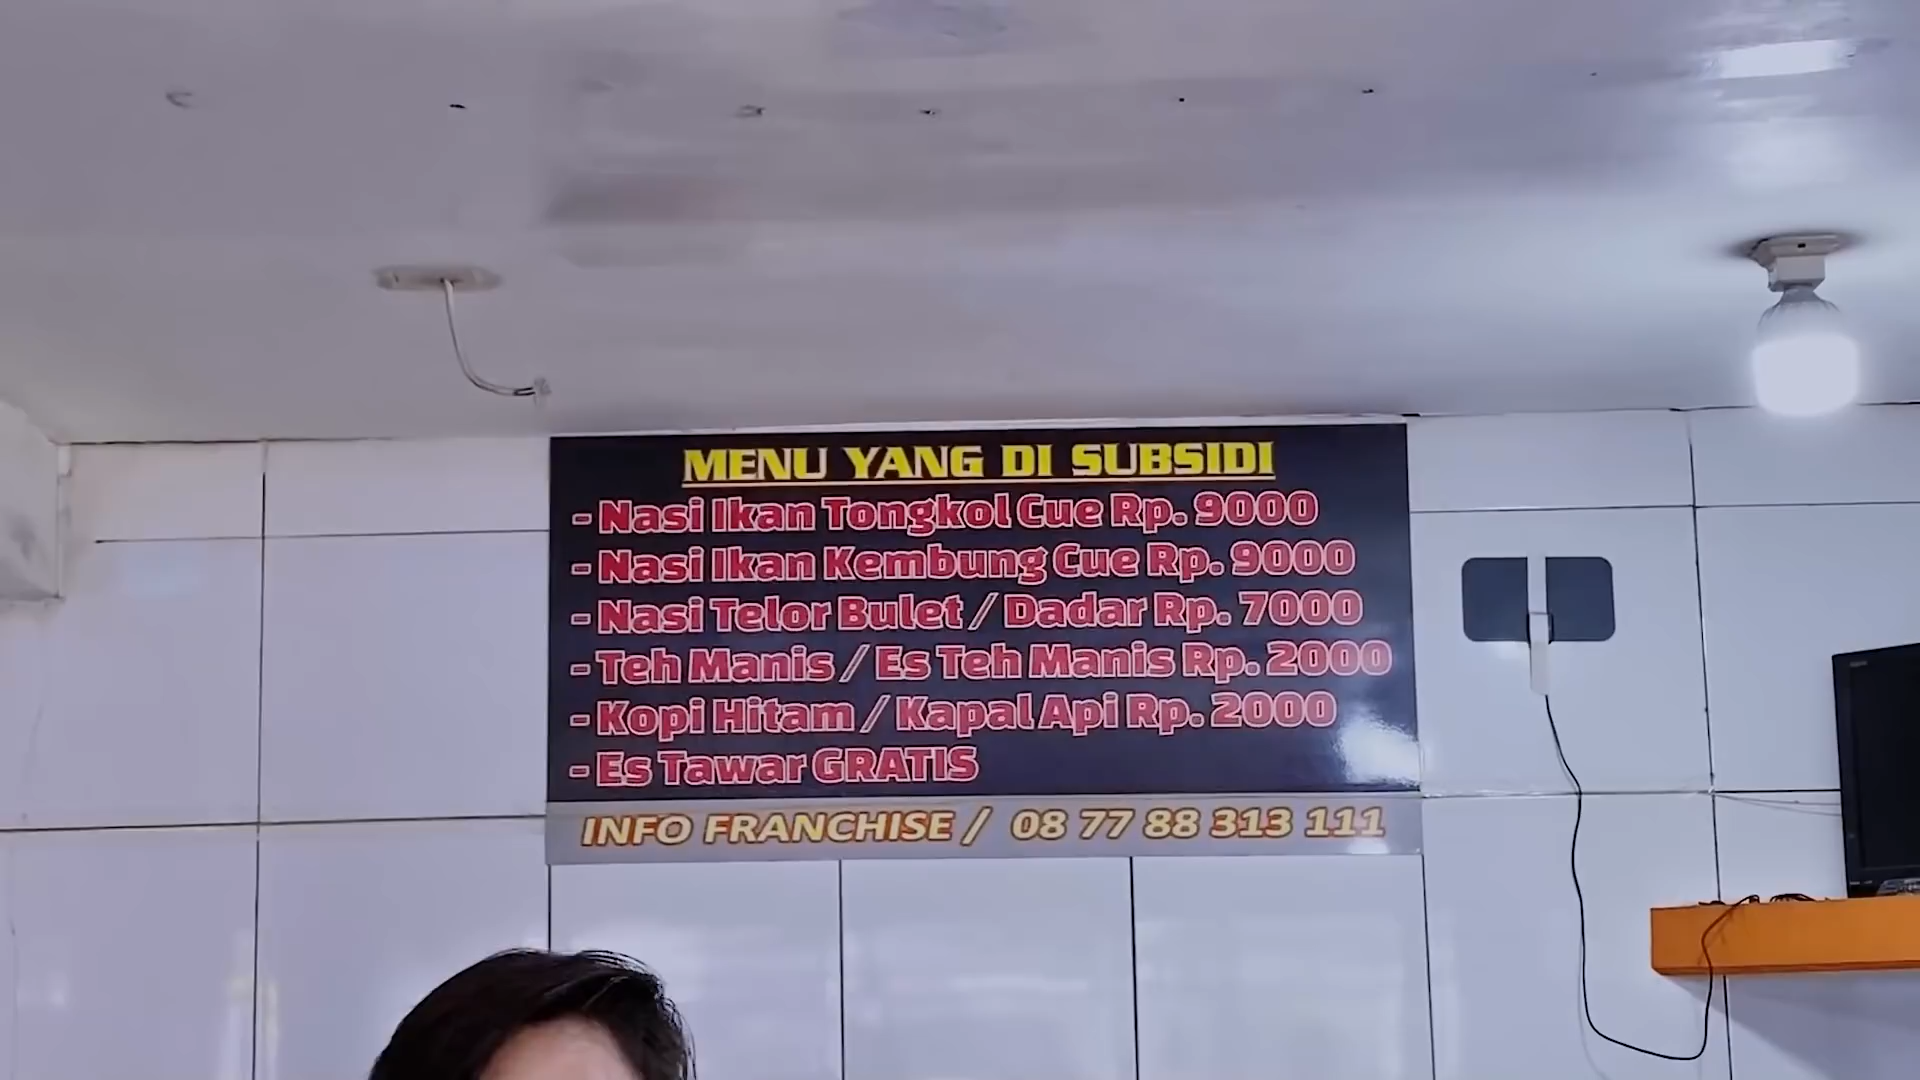 MENU YANG DI SUBSIDI
- Nasi Ikan Tongkol Cue Rp. 9000
- Nasi Ikan Kembung Cue Rp. 9000
- Nasi Telor Bulet / Dadar Rp. 7000
- Teh Manis / Es Teh Manis Rp. 2000
- Kopi Hitam / Kapal Api Rp. 2000
- Es Tawar GRATIS
INFO FRANCHISE / 08 77 88 313 111